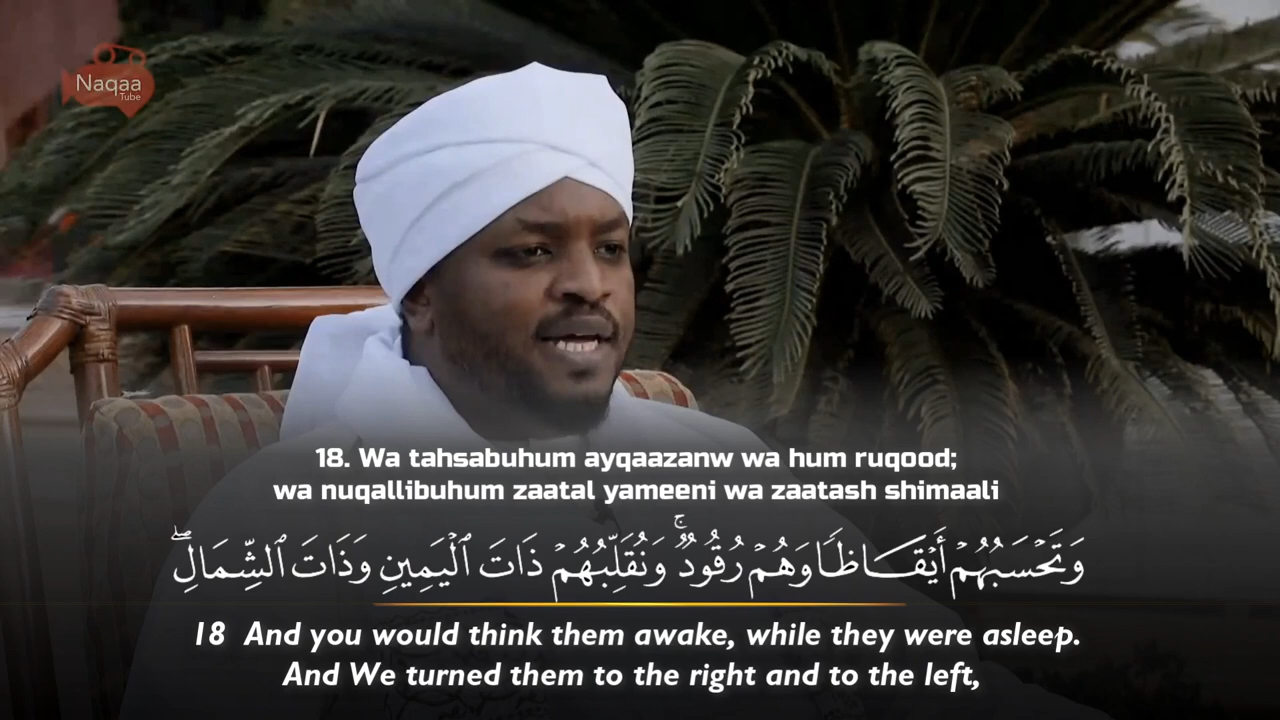 Naqaa
Tube
18. Wa tahsabuhum ayqaazanw wa hum ruqood;
wa nuqallibuhum zaatal yameeni wa zaatash shimaali
وَتَحْسَبُهُمْ أَيْقَاظًا وَهُمْ رُقُودٌ ۚ وَنُقَلِّبُهُمْ ذَاتَ ٱلْيَمِينِ وَذَاتَ ٱلشِّمَالِ ۖ
18 And you would think them awake, while they were asleep.
And We turned them to the right and to the left,